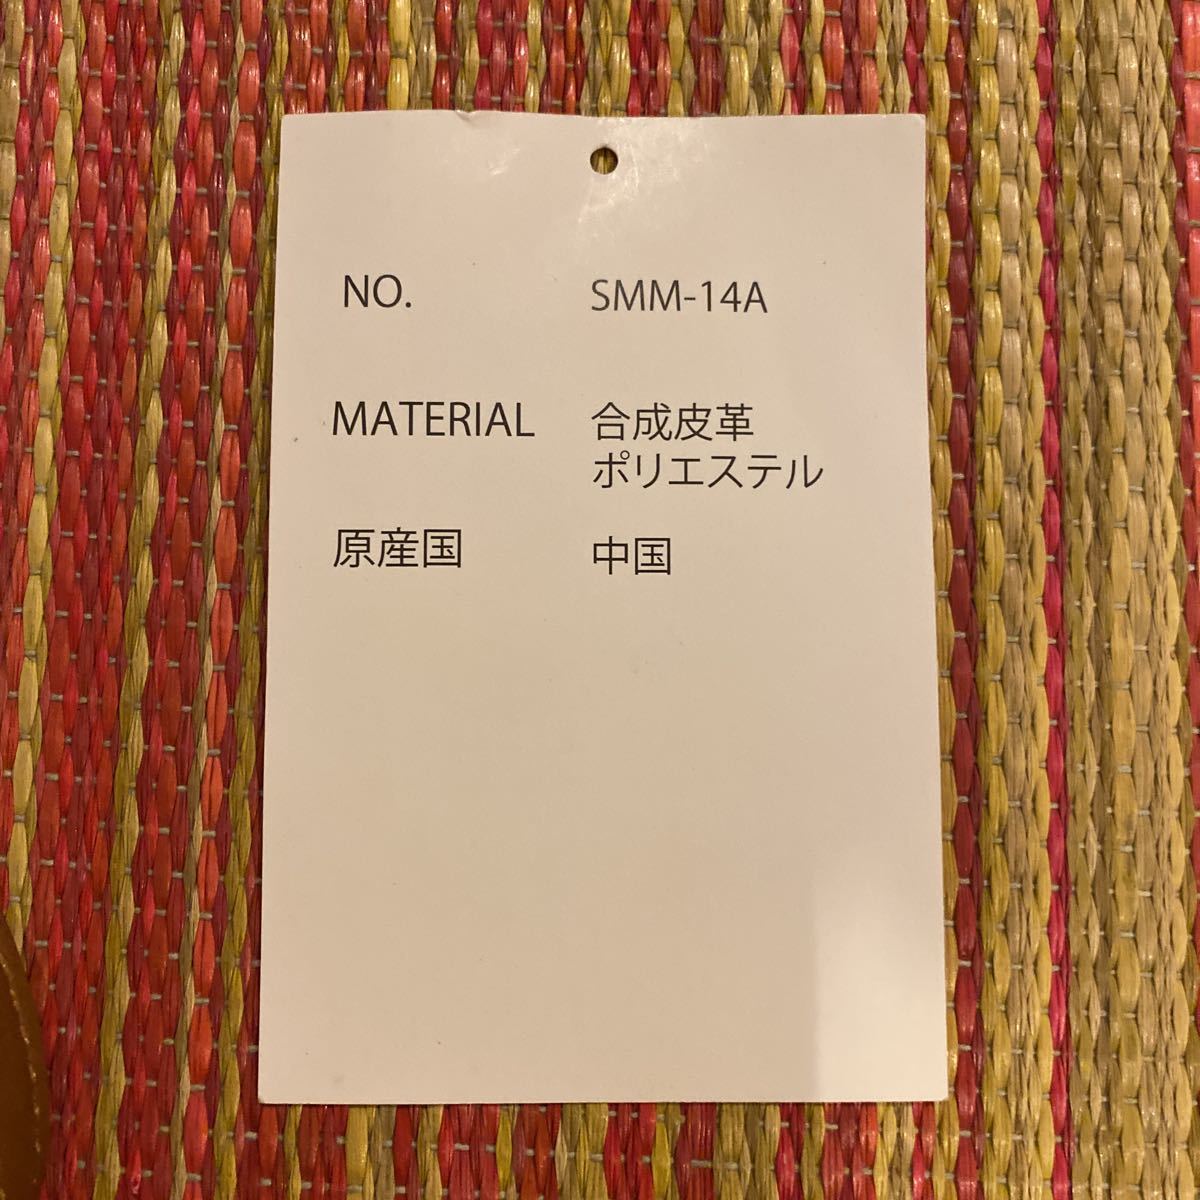 NO. SMM-14A
MATERIAL 合成皮革
ポリエステル
原産国 中国